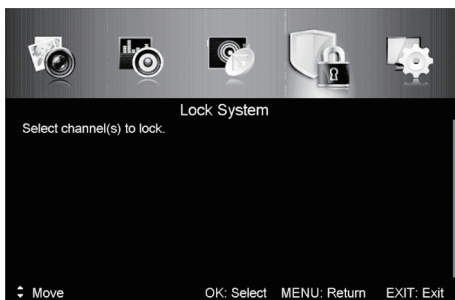 Lock System
Select channel(s) to lock.
Move OK: Select MENU: Return EXIT: Exit